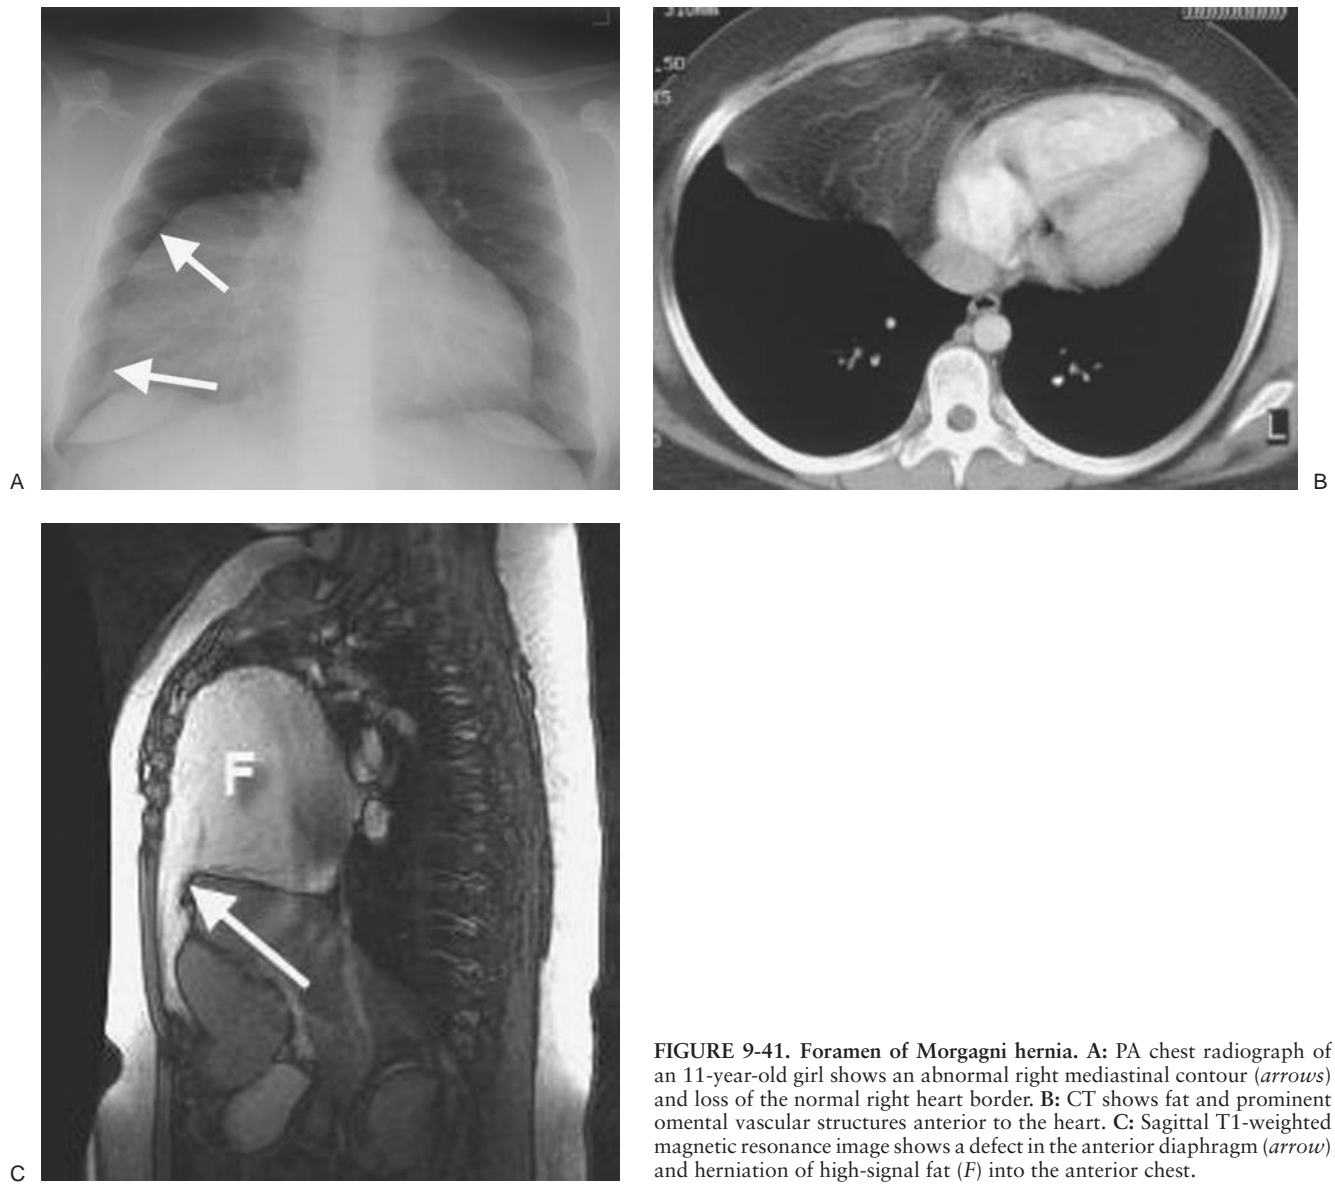 .50
A
L
B
F
C
FIGURE 9-41. Foramen of Morgagni hernia. A: PA chest radiograph of
an 11-year-old girl shows an abnormal right mediastinal contour (arrows)
and loss of the normal right heart border. B: CT shows fat and prominent
omental vascular structures anterior to the heart. C: Sagittal T1-weighted
magnetic resonance image shows a defect in the anterior diaphragm (arrow)
and herniation of high-signal fat (F) into the anterior chest.